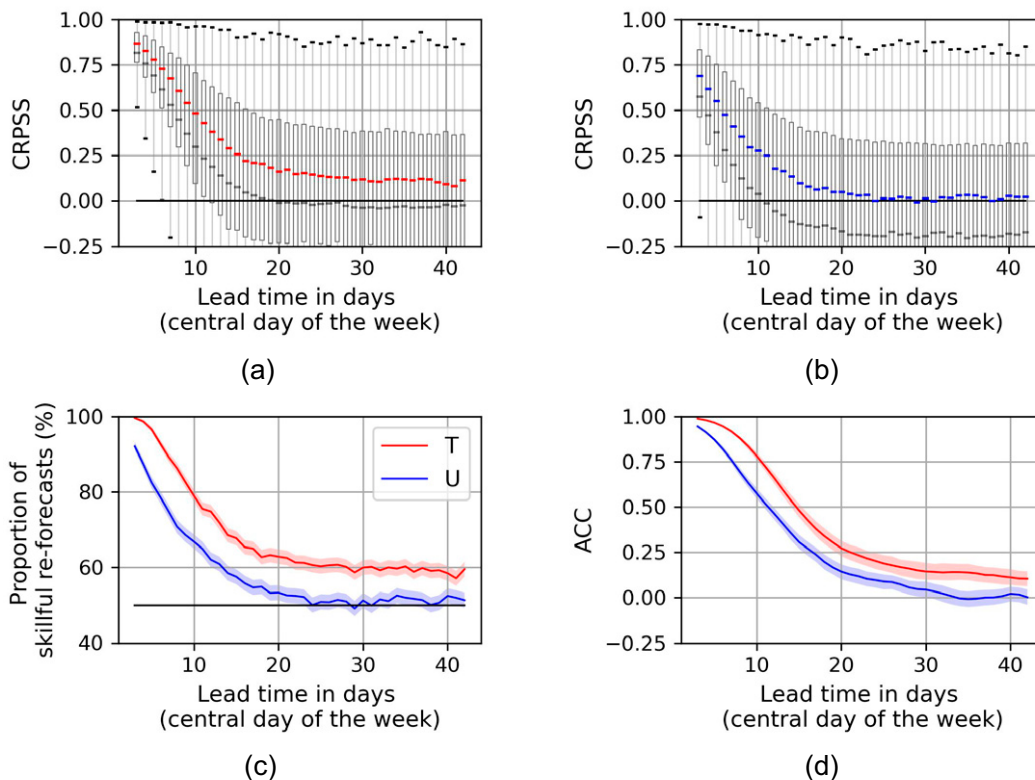 1.00
0.75
0.50
0.25
0.00
−0.25
CRPSS
10
20
30
40
Lead time in days
(central day of the week)
(a)
1.00
0.75
0.50
0.25
0.00
−0.25
CRPSS
10
20
30
40
Lead time in days
(central day of the week)
(b)
100
80
60
40
Proportion of
skillful re-forecasts (%)
T
U
10
20
30
40
Lead time in days
(central day of the week)
(c)
1.00
0.75
0.50
0.25
0.00
−0.25
ACC
10
20
30
40
Lead time in days
(central day of the week)
(d)